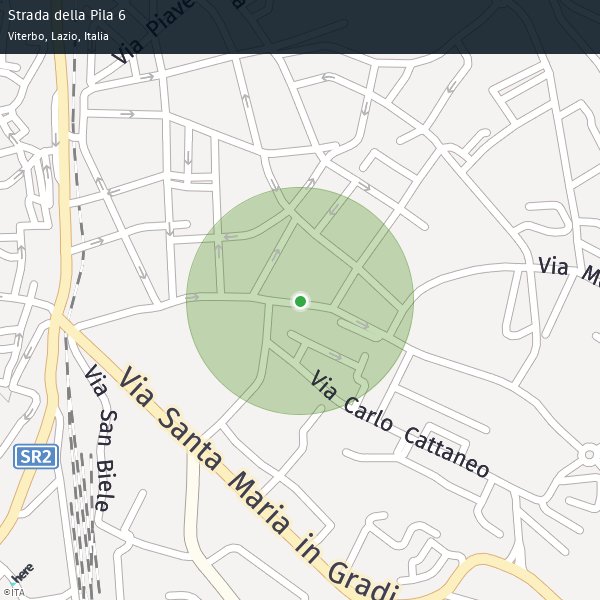 Strada della Pila 6
Viterbo, Lazio, Italia
Via Piave
Via M
Via Carlo Cattaneo
Via San Biele
Via Santa Maria in Gradi
SR2
here
© ITA